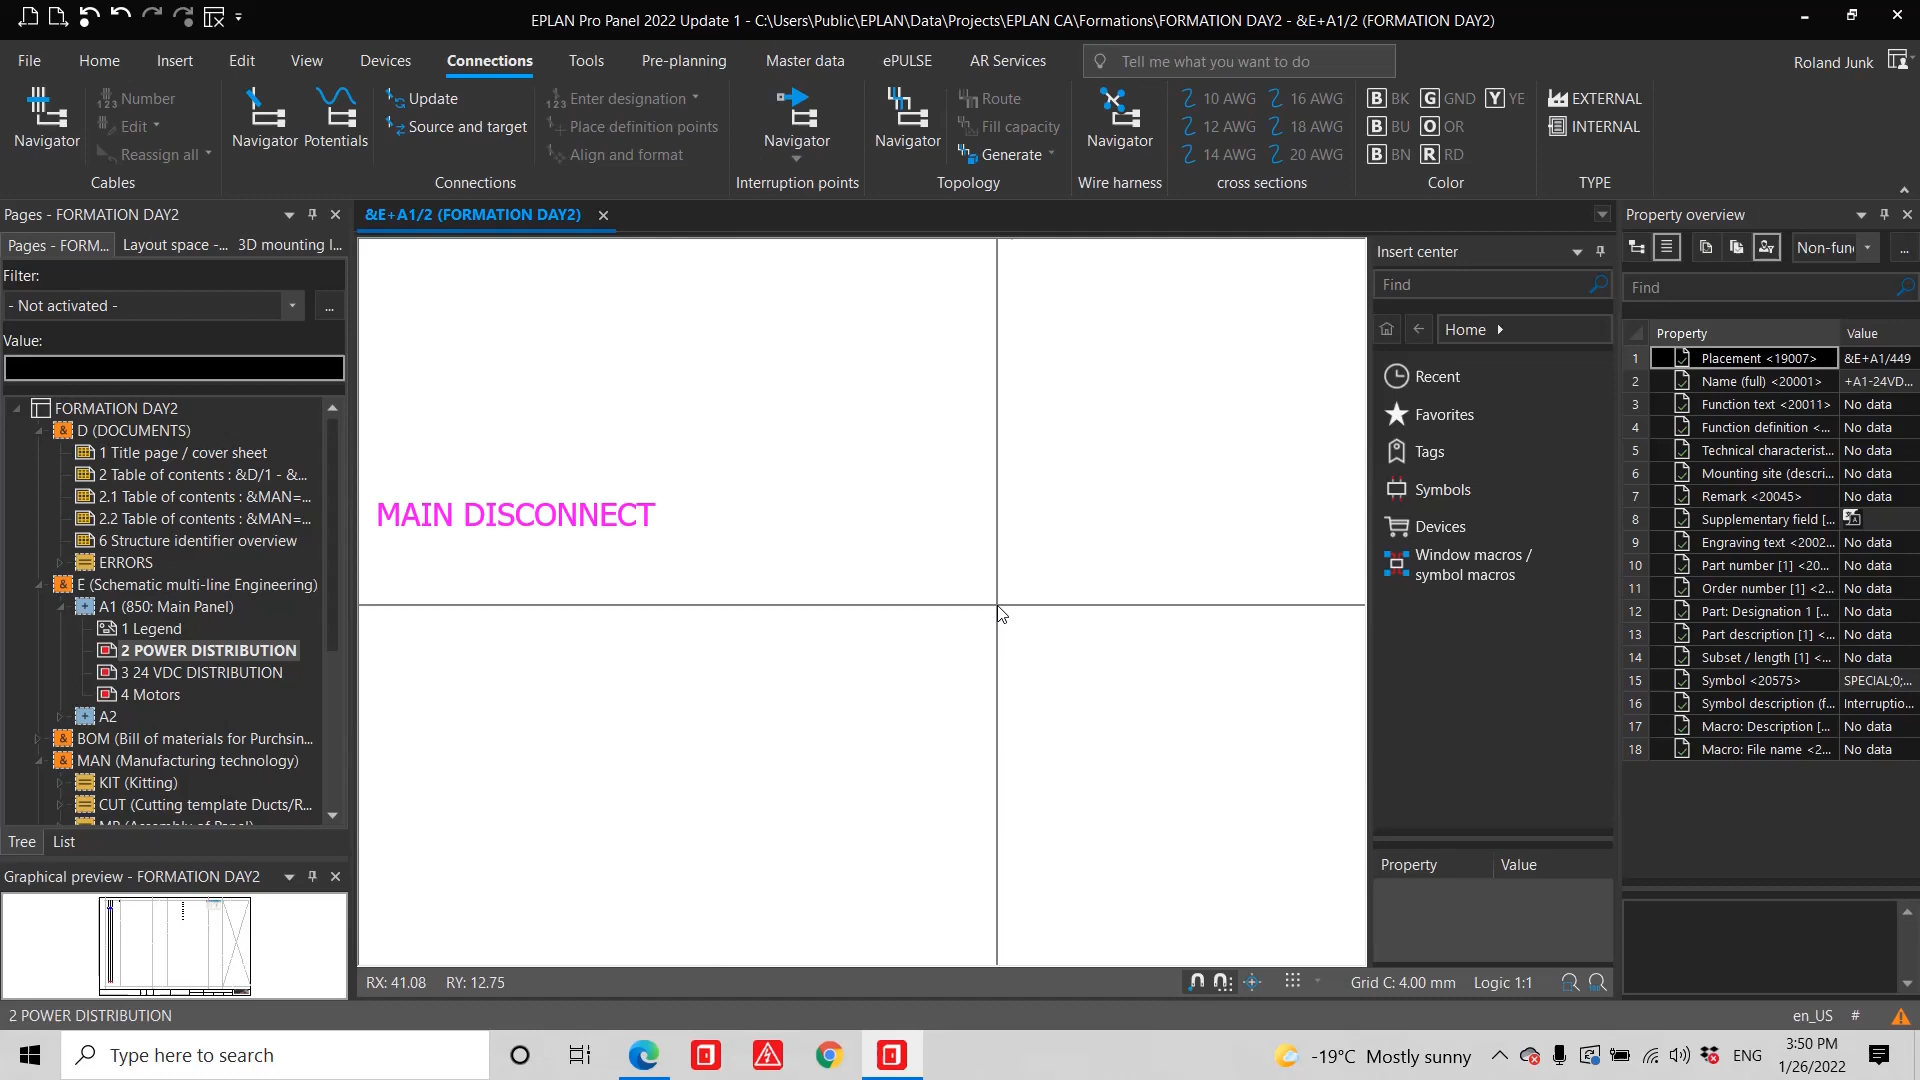 EPLAN Pro Panel 2022 Update 1 - C:\Users\Public\EPLAN\Data\Projects\EPLAN CA\Formations\FORMATION DAY2 - &E+A1/2 (FORMATION DAY2)
File Home Insert Edit View Devices Connections Tools Pre-planning Master data ePULSE AR Services Tell me what you want to do Roland Junk
Navigator
Number
Edit
Reassign all
Cables
Navigator
Potentials
Update
Source and target
Enter designation
Place definition points
Align and format
Connections
Navigator
Interruption points
Navigator
Route
Fill capacity
Generate
Topology
Navigator
Wire harness
10 AWG 16 AWG
12 AWG 18 AWG
14 AWG 20 AWG
cross sections
B BK G GND Y YE
B BU O OR
B BN R RD
Color
EXTERNAL
INTERNAL
TYPE
Pages - FORMATION DAY2
Pages - FORM... Layout space -... 3D mounting l...
Filter:
- Not activated -
...
Value:
FORMATION DAY2
D (DOCUMENTS)
1 Title page / cover sheet
2 Table of contents : &D/1 - &...
2.1 Table of contents : &MAN=...
2.2 Table of contents : &MAN=...
6 Structure identifier overview
ERRORS
E (Schematic multi-line Engineering)
A1 (850: Main Panel)
1 Legend
2 POWER DISTRIBUTION
3 24 VDC DISTRIBUTION
4 Motors
A2
BOM (Bill of materials for Purchsin...
MAN (Manufacturing technology)
KIT (Kitting)
CUT (Cutting template Ducts/R...
Tree List
Graphical preview - FORMATION DAY2
&E+A1/2 (FORMATION DAY2)
MAIN DISCONNECT
RX: 41.08 RY: 12.75
Grid C: 4.00 mm Logic 1:1
Insert center
Find
Home
Recent
Favorites
Tags
Symbols
Devices
Window macros /
symbol macros
Property Value
Property overview
Non-fun
...
Find
Property Value
1 Placement <19007> &E+A1/449
2 Name (full) <20001> +A1-24VD...
3 Function text <20011> No data
4 Function definition <... No data
5 Technical characterist... No data
6 Mounting site (descri... No data
7 Remark <20045> No data
8 Supplementary field [...
9 Engraving text <2002... No data
10 Part number [1] <20... No data
11 Order number [1] <2... No data
12 Part: Designation 1 [... No data
13 Part description [1] <... No data
14 Subset / length [1] <... No data
15 Symbol <20575> SPECIAL;0;...
16 Symbol description (f... Interruptio...
17 Macro: Description [... No data
18 Macro: File name <2... No data
2 POWER DISTRIBUTION
en_US #
Type here to search
-19°C Mostly sunny
ENG
3:50 PM
1/26/2022